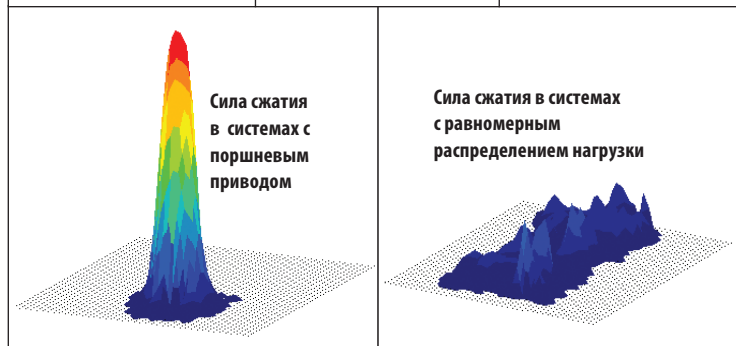 Сила сжатия
в системах с
поршневым
приводом
Сила сжатия в системах
с равномерным
распределением нагрузки